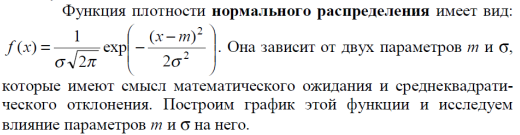 Функция плотности нормального распределения имеет вид:
f(x) = 1/(σ√2π) exp(−(x−m)²/(2σ²)). Она зависит от двух параметров m и σ,
которые имеют смысл математического ожидания и среднеквадрати-
ческого отклонения. Построим график этой функции и исследуем
влияние параметров m и σ на него.